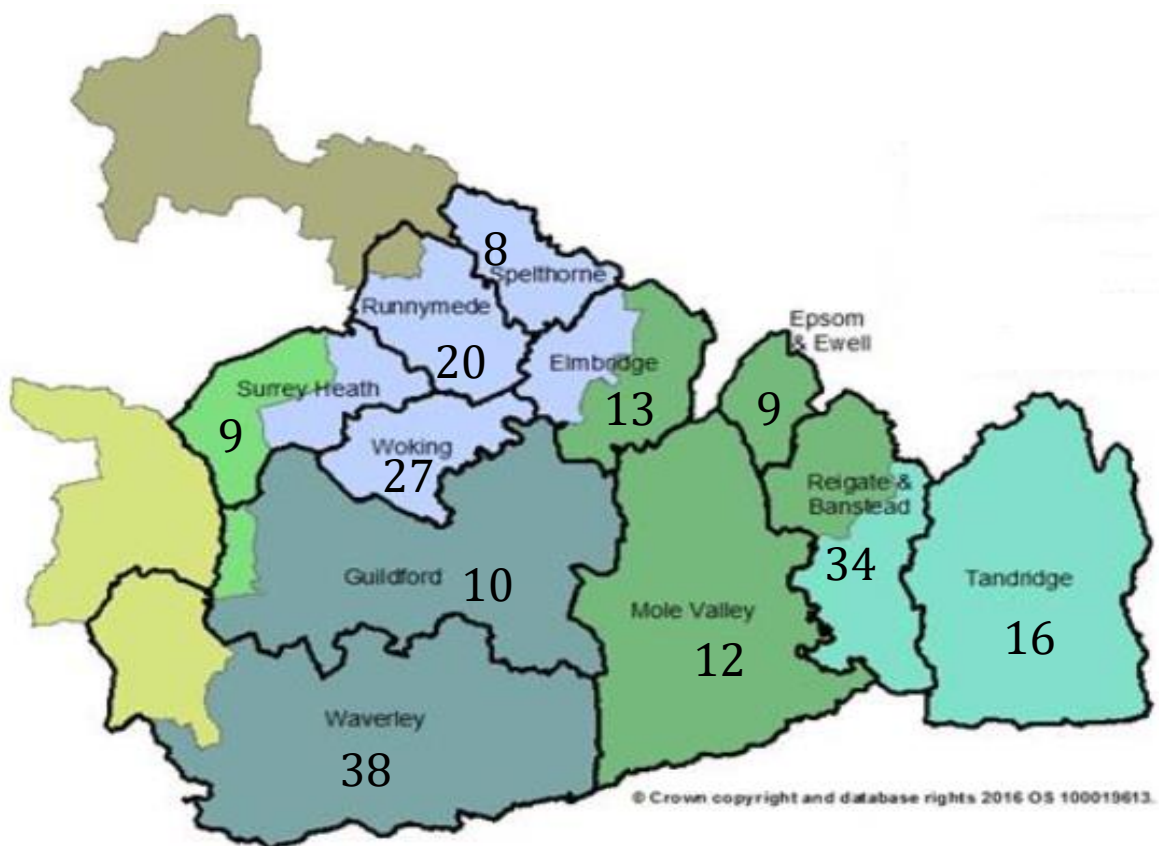 8
Spelthorne
Runnymede
20
Epsom
& Ewell
Elmbridge
13
Surrey Heath
9
9
Woking
27
Reigate &
Banstead
34
Guildford
10
Tandridge
16
Mole Valley
12
Waverley
38
© Crown copyright and database rights 2016 OS 100019613.